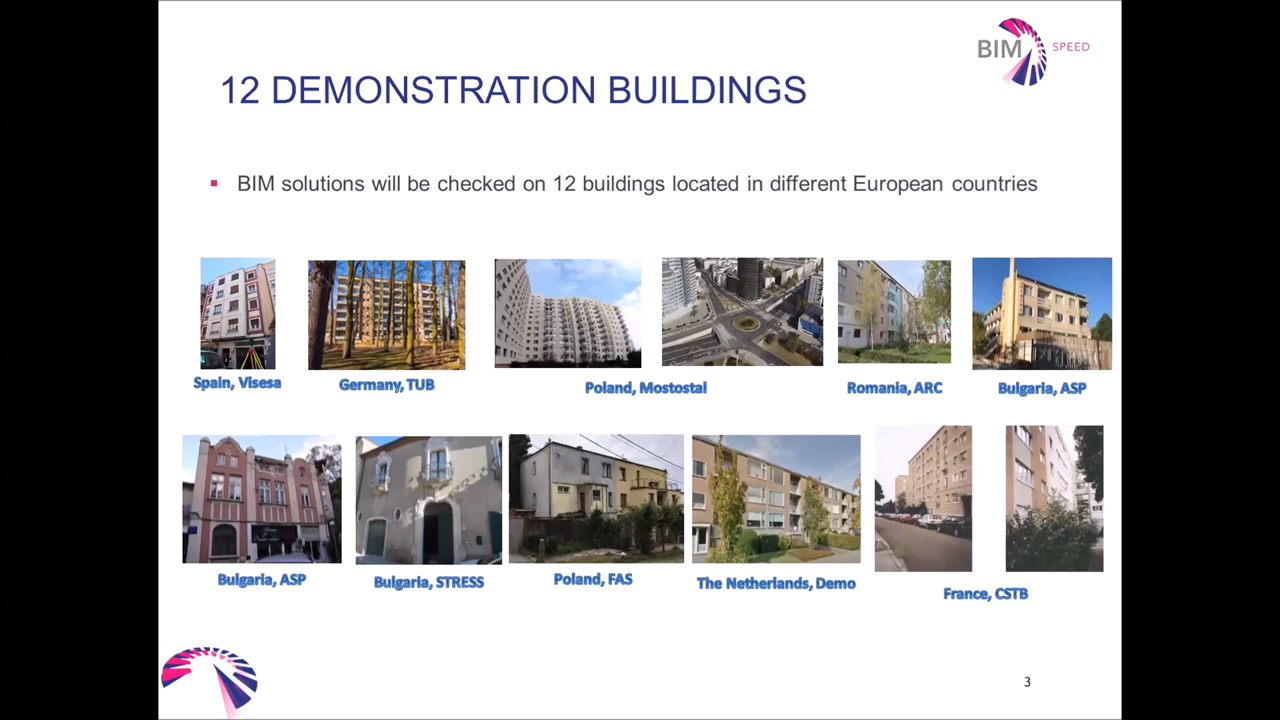 BIM SPEED
12 DEMONSTRATION BUILDINGS
BIM solutions will be checked on 12 buildings located in different European countries
Spain, Visesa
Germany, TUB
Poland, Mostostal
Romania, ARC
Bulgaria, ASP
Bulgaria, ASP
Bulgaria, STRESS
Poland, FAS
The Netherlands, Demo
France, CSTB
3